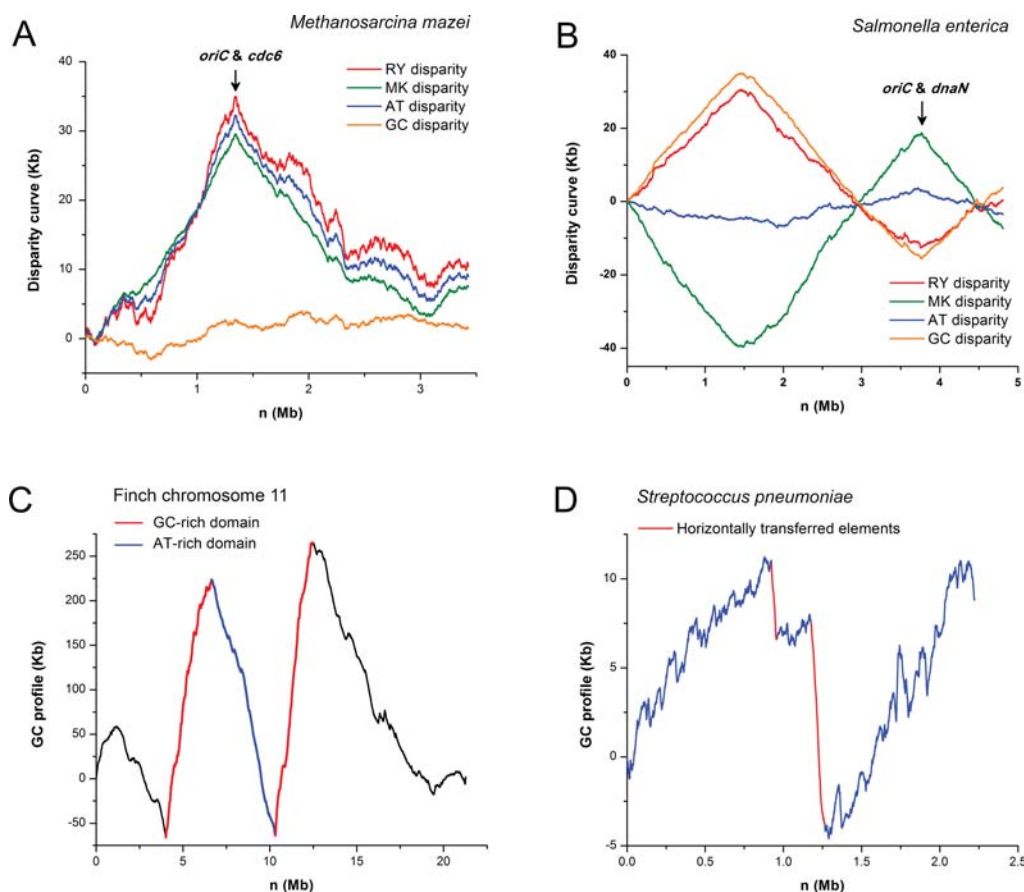 A
Methanosarcina mazei
oriC & cdc6
RY disparity
MK disparity
AT disparity
GC disparity
40
30
20
10
0
Disparity curve (Kb)
0
1
2
3
n (Mb)
B
Salmonella enterica
oriC & dnaN
40
20
0
-20
-40
Disparity curve (Kb)
RY disparity
MK disparity
AT disparity
GC disparity
0
1
2
3
4
5
n (Mb)
C
Finch chromosome 11
GC-rich domain
AT-rich domain
250
200
150
100
50
0
-50
GC profile (Kb)
0
5
10
15
20
n (Mb)
D
Streptococcus pneumoniae
Horizontally transferred elements
10
5
0
-5
GC profile (Kb)
0.0
0.5
1.0
1.5
2.0
2.5
n (Mb)